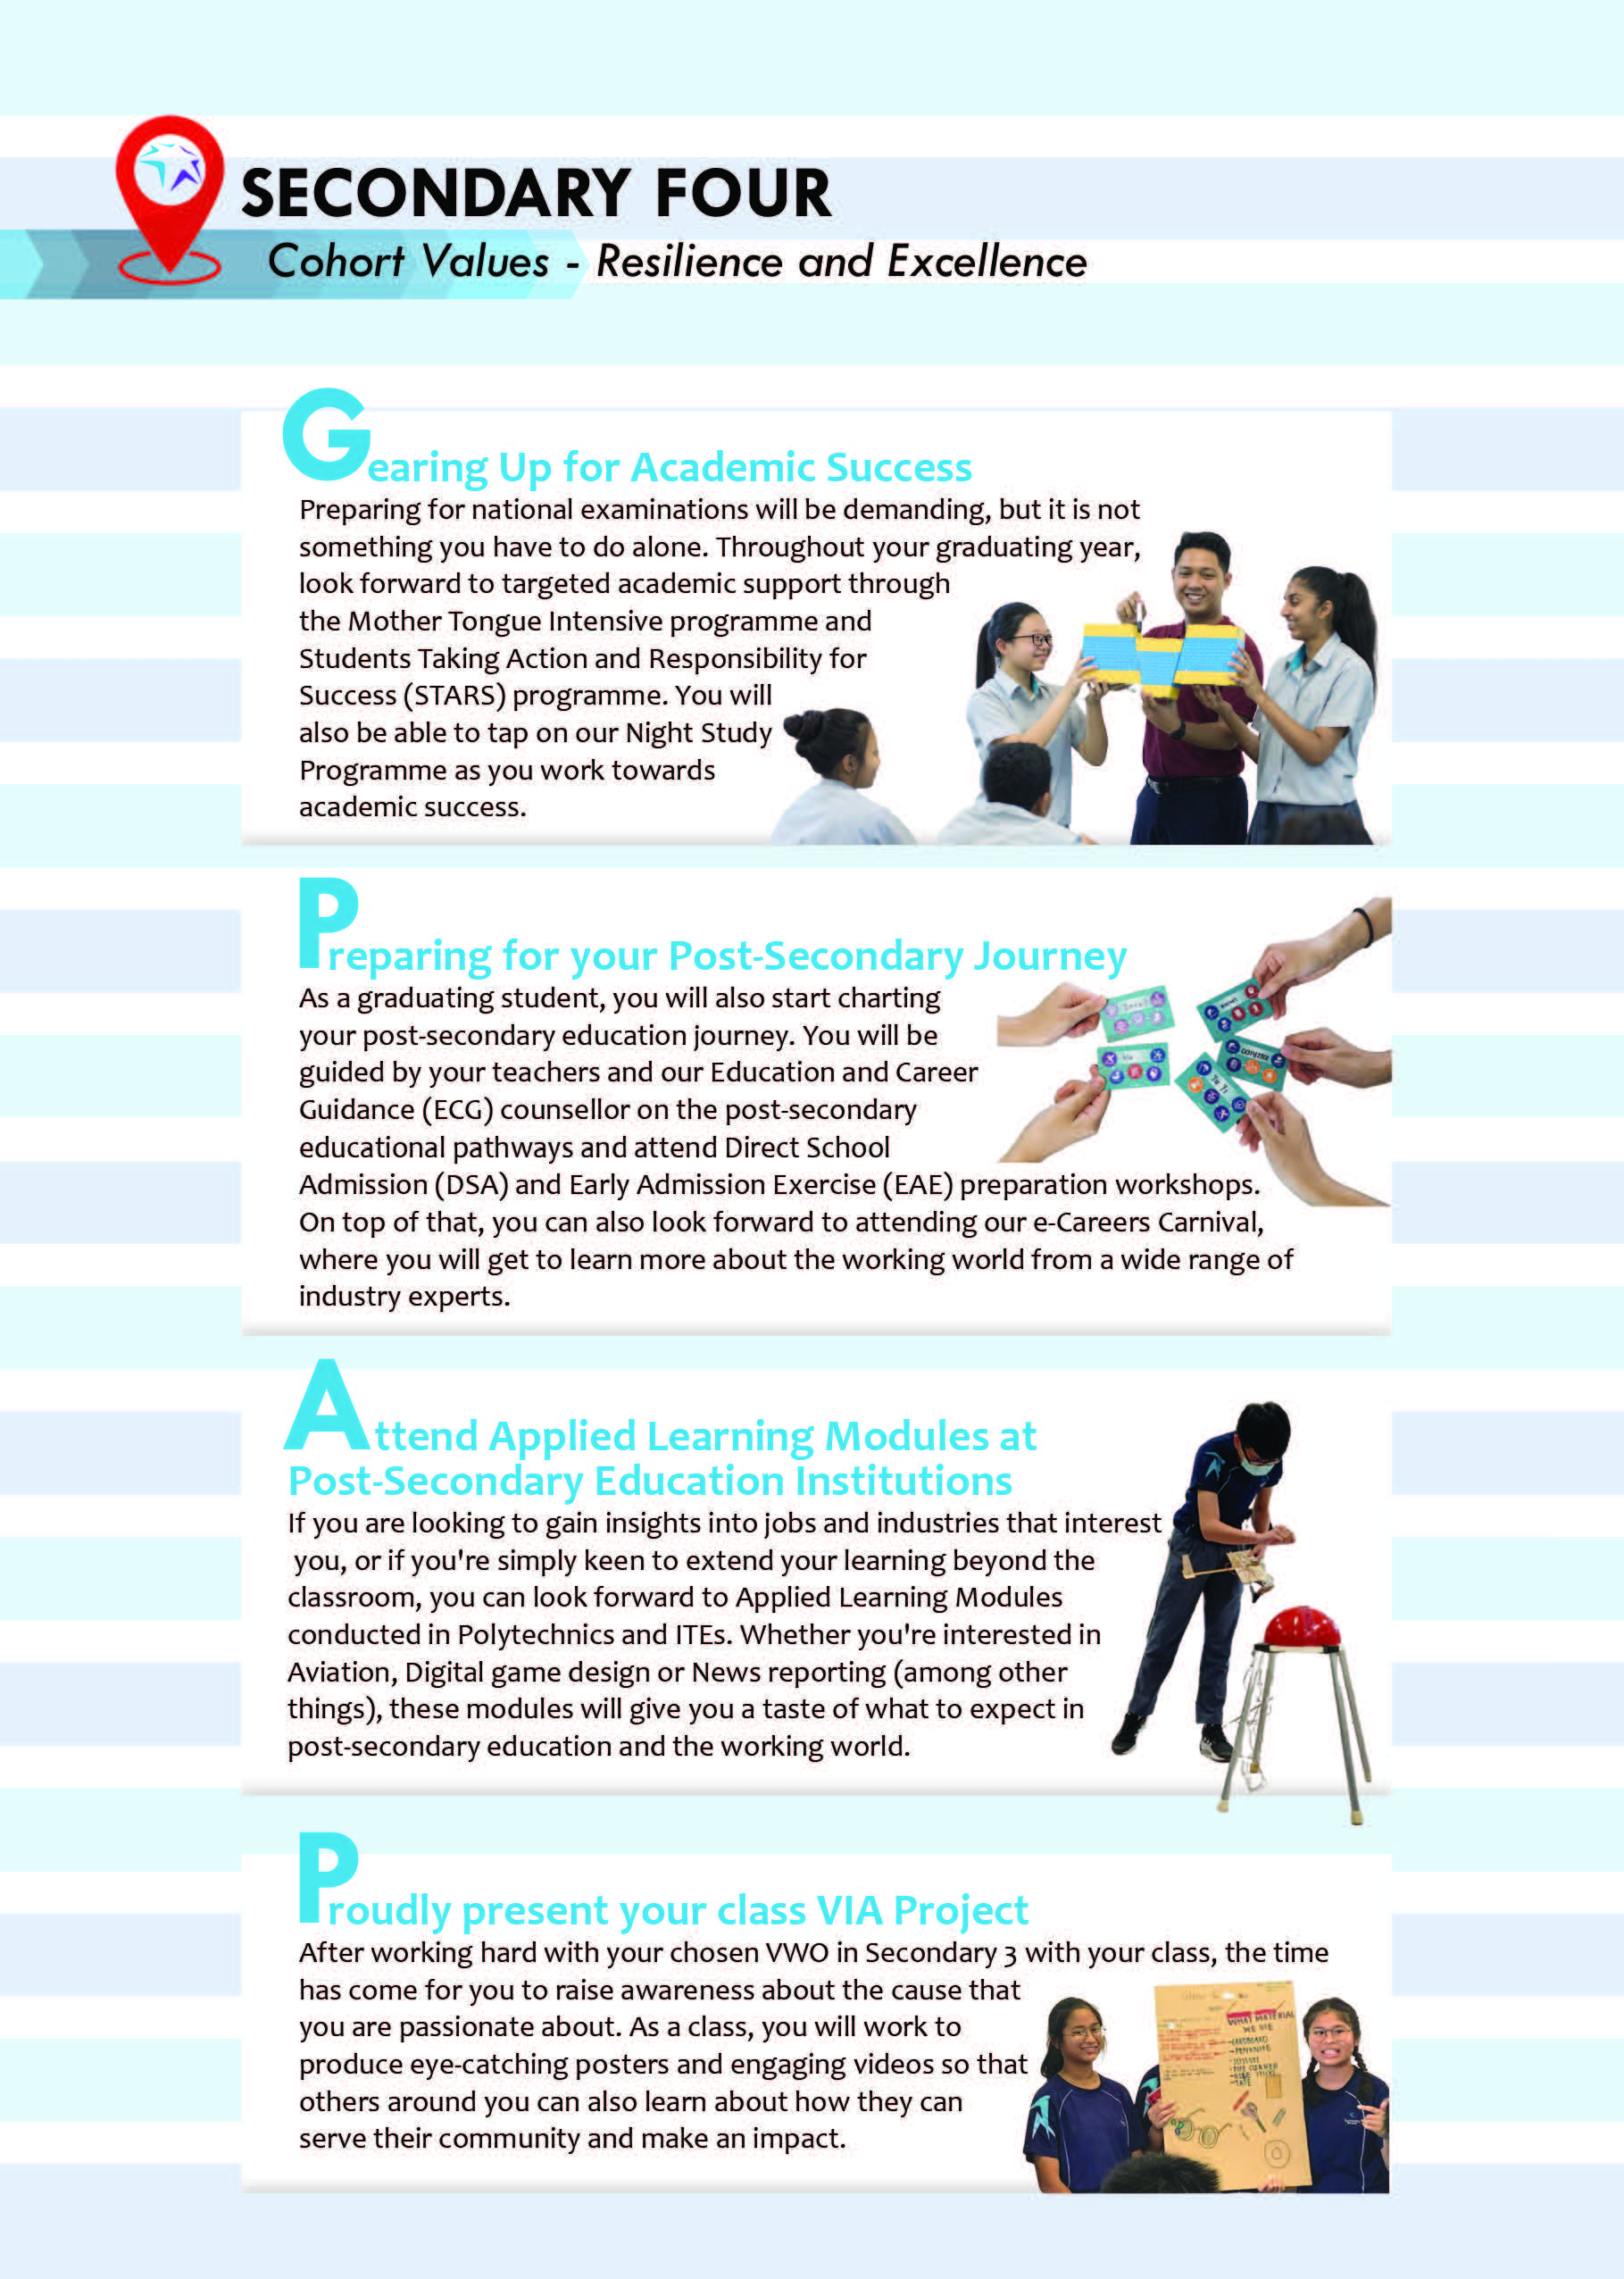 SECONDARY FOUR
Cohort Values - Resilience and Excellence
Gearing Up for Academic Success
Preparing for national examinations will be demanding, but it is not
something you have to do alone. Throughout your graduating year,
look forward to targeted academic support through
the Mother Tongue Intensive programme and
Students Taking Action and Responsibility for
Success (STARS) programme. You will
also be able to tap on our Night Study
Programme as you work towards
academic success.
Preparing for your Post-Secondary Journey
As a graduating student, you will also start charting
your post-secondary education journey. You will be
guided by your teachers and our Education and Career
Guidance (ECG) counsellor on the post-secondary
educational pathways and attend Direct School
Admission (DSA) and Early Admission Exercise (EAE) preparation workshops.
On top of that, you can also look forward to attending our e-Careers Carnival,
where you will get to learn more about the working world from a wide range of
industry experts.
Attend Applied Learning Modules at
Post-Secondary Education Institutions
If you are looking to gain insights into jobs and industries that interest
you, or if you're simply keen to extend your learning beyond the
classroom, you can look forward to Applied Learning Modules
conducted in Polytechnics and ITEs. Whether you're interested in
Aviation, Digital game design or News reporting (among other
things), these modules will give you a taste of what to expect in
post-secondary education and the working world.
Proudly present your class VIA Project
After working hard with your chosen VWO in Secondary 3 with your class, the time
has come for you to raise awareness about the cause that
you are passionate about. As a class, you will work to
produce eye-catching posters and engaging videos so that
others around you can also learn about how they can
serve their community and make an impact.
WHAT MATERIAL
WE USE